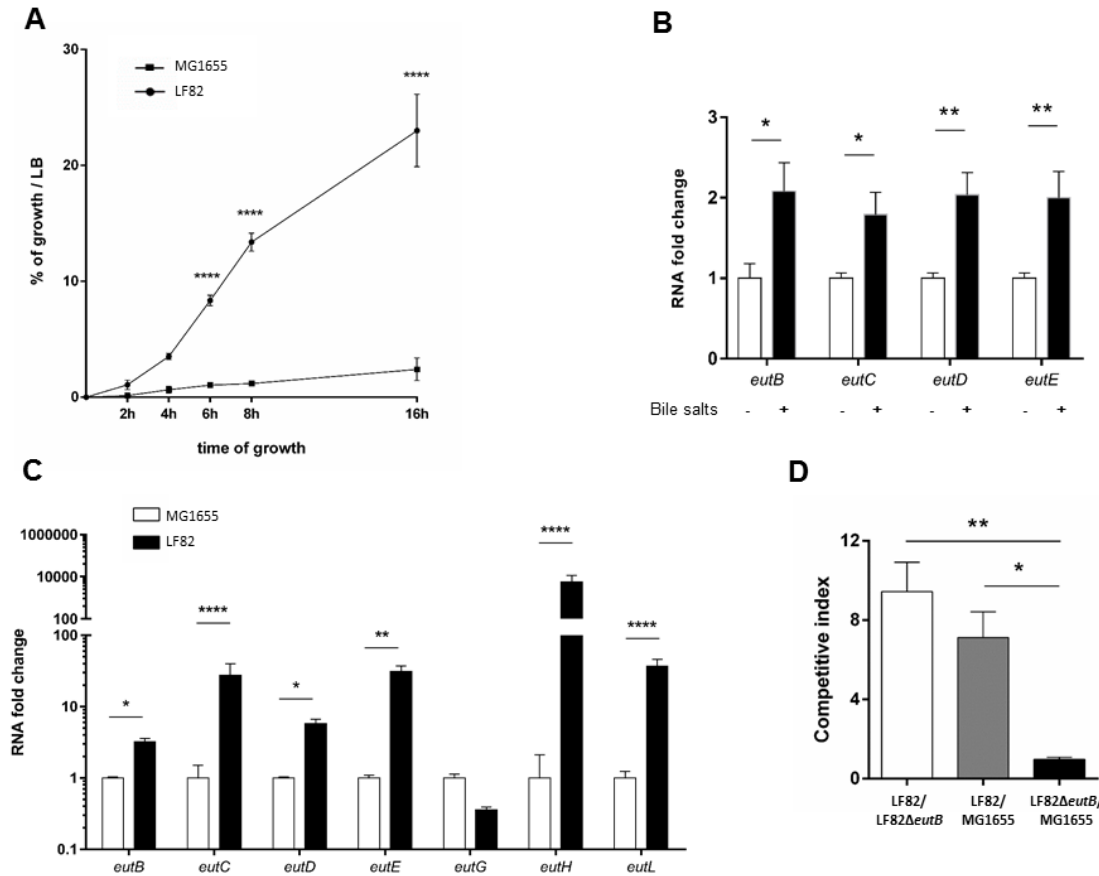 A
30
20
10
0
% of growth / LB
MG1655
LF82
****
****
****
2h 4h 6h 8h 16h
time of growth
B
3
2
1
0
RNA fold change
* * ** **
eutB eutC eutD eutE
Bile salts - + - + - + - +
C
MG1655
LF82
1000000
10000
100
100
10
1
0.1
RNA fold change
* **** * ** **** ****
eutB eutC eutD eutE eutG eutH eutL
D
12
8
4
0
Competitive index
**
*
LF82/ LF82/ LF82ΔeutB/
LF82ΔeutB MG1655 MG1655